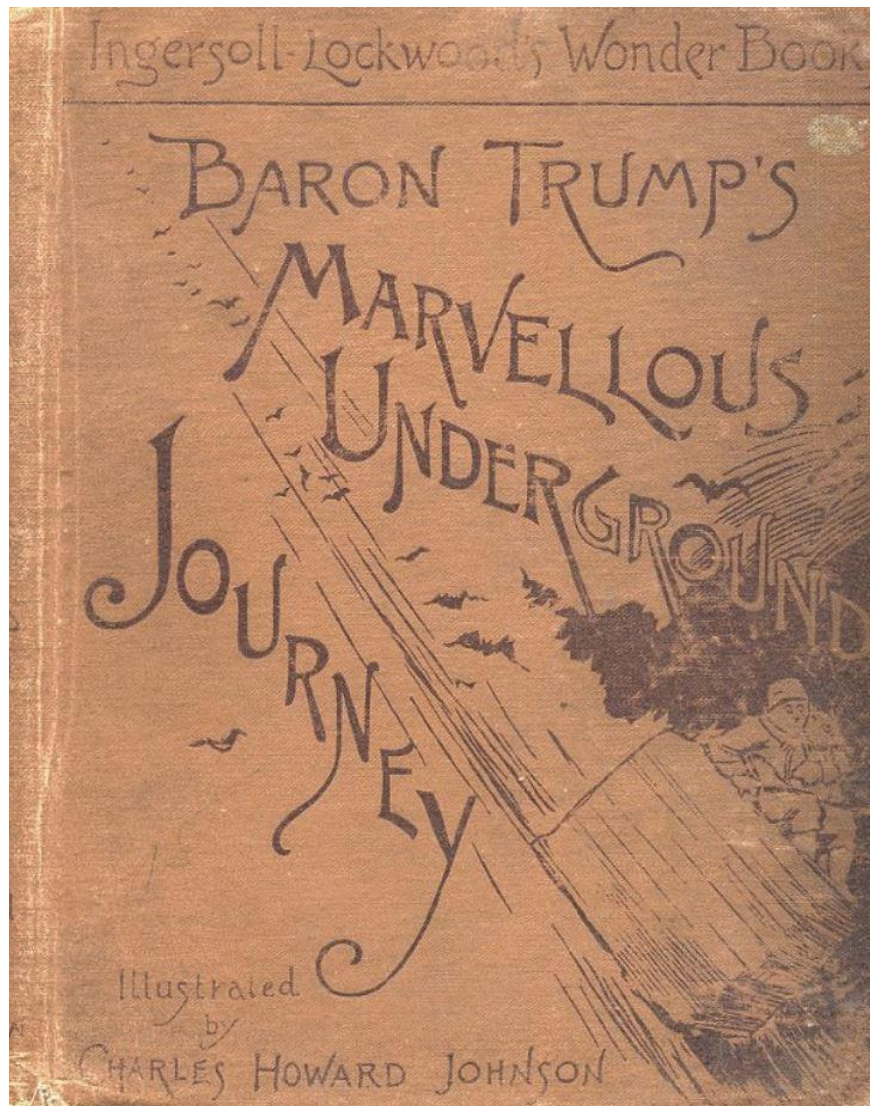 Ingersoll-Lockwood's Wonder Book
BARON TRUMP'S
MARVELLOUS
UNDERGROUND
JOURNEY
Illustrated
by
CHARLES HOWARD JOHNSON